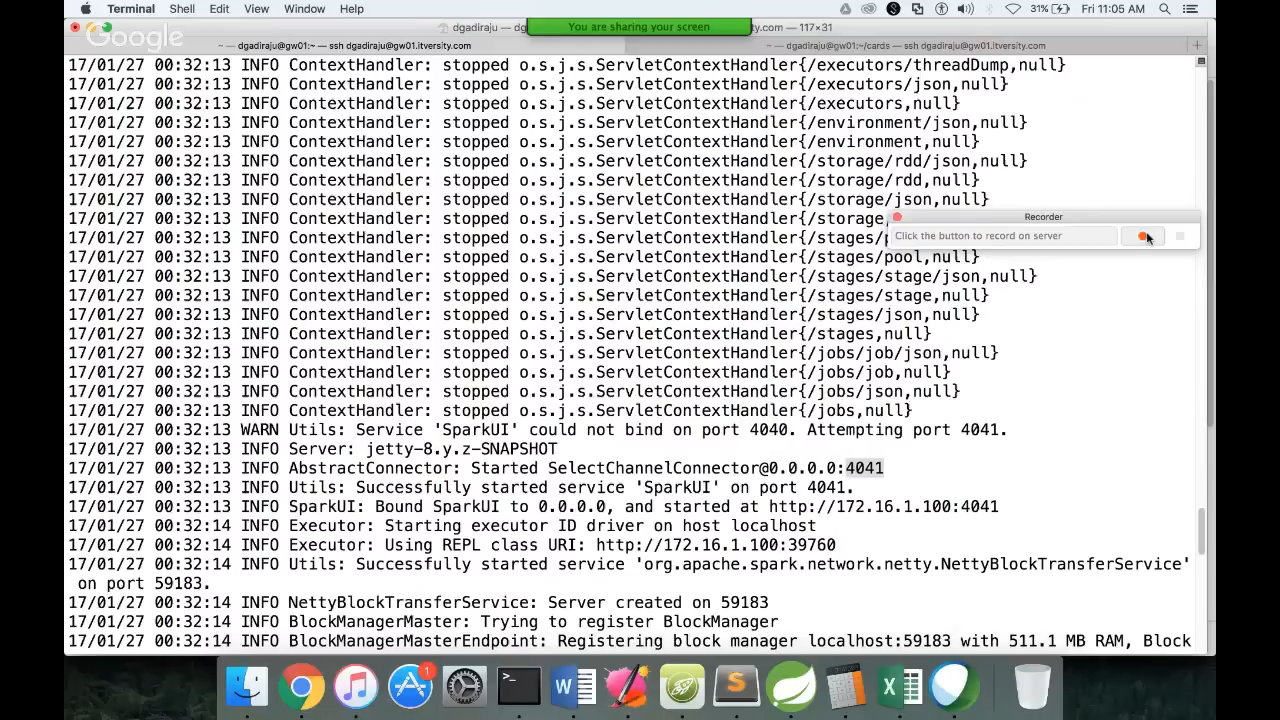 Terminal Shell Edit View Window Help
31% Fri 11:05 AM
dgadiraju — dg
You are sharing your screen
y.com — 117×31
Google
— dgadiraju@gw01:~ — ssh dgadiraju@gw01.itversity.com
— dgadiraju@gw01:~/cards — ssh dgadiraju@gw01.itversity.com
17/01/27 00:32:13 INFO ContextHandler: stopped o.s.j.s.ServletContextHandler{/executors/threadDump,null}
17/01/27 00:32:13 INFO ContextHandler: stopped o.s.j.s.ServletContextHandler{/executors/json,null}
17/01/27 00:32:13 INFO ContextHandler: stopped o.s.j.s.ServletContextHandler{/executors,null}
17/01/27 00:32:13 INFO ContextHandler: stopped o.s.j.s.ServletContextHandler{/environment/json,null}
17/01/27 00:32:13 INFO ContextHandler: stopped o.s.j.s.ServletContextHandler{/environment,null}
17/01/27 00:32:13 INFO ContextHandler: stopped o.s.j.s.ServletContextHandler{/storage/rdd/json,null}
17/01/27 00:32:13 INFO ContextHandler: stopped o.s.j.s.ServletContextHandler{/storage/rdd,null}
17/01/27 00:32:13 INFO ContextHandler: stopped o.s.j.s.ServletContextHandler{/storage/json,null}
17/01/27 00:32:13 INFO ContextHandler: stopped o.s.j.s.ServletContextHandler{/storage,
Recorder
17/01/27 00:32:13 INFO ContextHandler: stopped o.s.j.s.ServletContextHandler{/stages/p
Click the button to record on server
17/01/27 00:32:13 INFO ContextHandler: stopped o.s.j.s.ServletContextHandler{/stages/pool,null}
17/01/27 00:32:13 INFO ContextHandler: stopped o.s.j.s.ServletContextHandler{/stages/stage/json,null}
17/01/27 00:32:13 INFO ContextHandler: stopped o.s.j.s.ServletContextHandler{/stages/stage,null}
17/01/27 00:32:13 INFO ContextHandler: stopped o.s.j.s.ServletContextHandler{/stages/json,null}
17/01/27 00:32:13 INFO ContextHandler: stopped o.s.j.s.ServletContextHandler{/stages,null}
17/01/27 00:32:13 INFO ContextHandler: stopped o.s.j.s.ServletContextHandler{/jobs/job/json,null}
17/01/27 00:32:13 INFO ContextHandler: stopped o.s.j.s.ServletContextHandler{/jobs/job,null}
17/01/27 00:32:13 INFO ContextHandler: stopped o.s.j.s.ServletContextHandler{/jobs/json,null}
17/01/27 00:32:13 INFO ContextHandler: stopped o.s.j.s.ServletContextHandler{/jobs,null}
17/01/27 00:32:13 WARN Utils: Service 'SparkUI' could not bind on port 4040. Attempting port 4041.
17/01/27 00:32:13 INFO Server: jetty-8.y.z-SNAPSHOT
17/01/27 00:32:13 INFO AbstractConnector: Started SelectChannelConnector@0.0.0.0:4041
17/01/27 00:32:13 INFO Utils: Successfully started service 'SparkUI' on port 4041.
17/01/27 00:32:13 INFO SparkUI: Bound SparkUI to 0.0.0.0, and started at http://172.16.1.100:4041
17/01/27 00:32:14 INFO Executor: Starting executor ID driver on host localhost
17/01/27 00:32:14 INFO Executor: Using REPL class URI: http://172.16.1.100:39760
17/01/27 00:32:14 INFO Utils: Successfully started service 'org.apache.spark.network.netty.NettyBlockTransferService'
on port 59183.
17/01/27 00:32:14 INFO NettyBlockTransferService: Server created on 59183
17/01/27 00:32:14 INFO BlockManagerMaster: Trying to register BlockManager
17/01/27 00:32:14 INFO BlockManagerMasterEndpoint: Registering block manager localhost:59183 with 511.1 MB RAM, Block
1